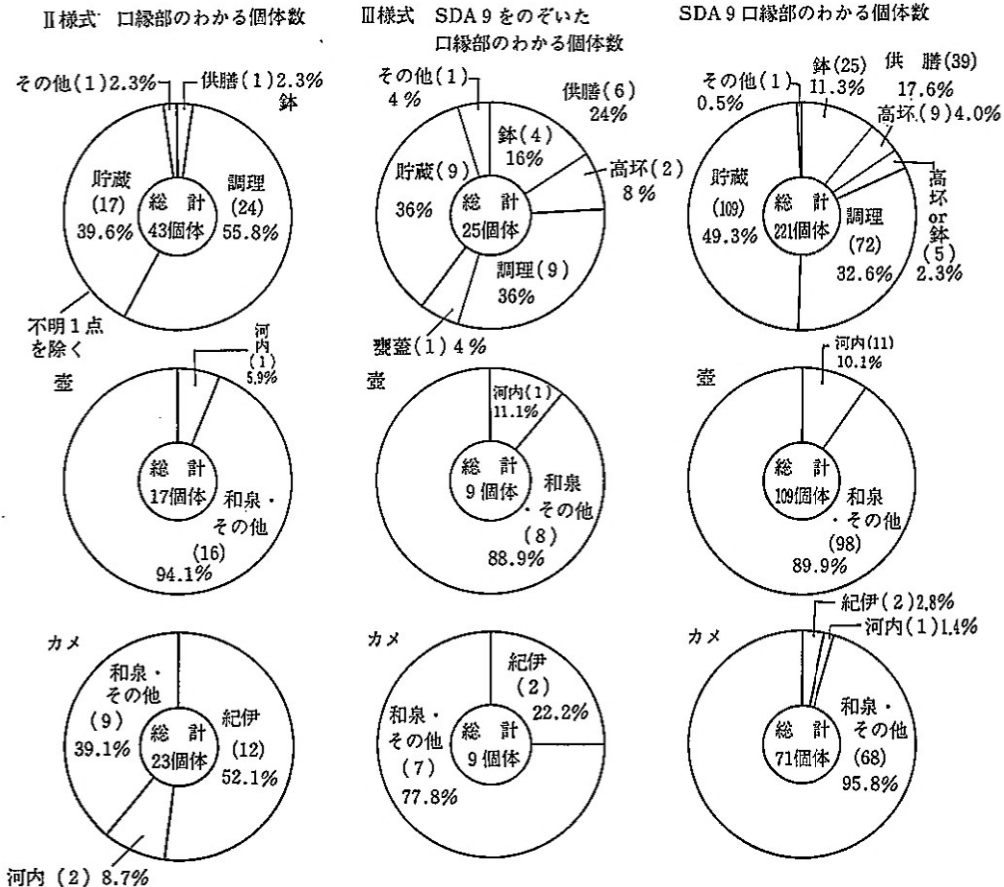 Ⅱ様式 口縁部のわかる個体数
その他(1)2.3%
供膳(1)2.3%
鉢
貯蔵
(17)
39.6%
総 計
43個体
調理
(24)
55.8%
不明1点
を除く
Ⅲ様式 SDA9をのぞいた
口縁部のわかる個体数
その他(1)
4%
供膳(6)
24%
鉢(4)
16%
高坏(2)
8%
貯蔵(9)
36%
総 計
25個体
調理(9)
36%
甕蓋(1)4%
SDA9口縁部のわかる個体数
その他(1)
0.5%
鉢(25)
11.3%
供 膳(39)
17.6%
高坏(9)4.0%
高坏or鉢(5)
2.3%
貯蔵
(109)
49.3%
総 計
221個体
調理
(72)
32.6%
壺
河内
(1)
5.9%
総 計
17個体
和泉・
その他
(16)
94.1%
壺
河内(1)
11.1%
総 計
9個体
和泉
・その他
(8)
88.9%
壺
河内(11)
10.1%
総 計
109個体
和泉
・その他
(98)
89.9%
カメ
和泉・
その他
(9)
39.1%
総 計
23個体
紀伊
(12)
52.1%
河内(2)8.7%
カメ
紀伊
(2)
22.2%
和泉・
その他
(7)
77.8%
総 計
9個体
カメ
紀伊(2)2.8%
河内(1)1.4%
総 計
71個体
和泉・
その他
(68)
95.8%